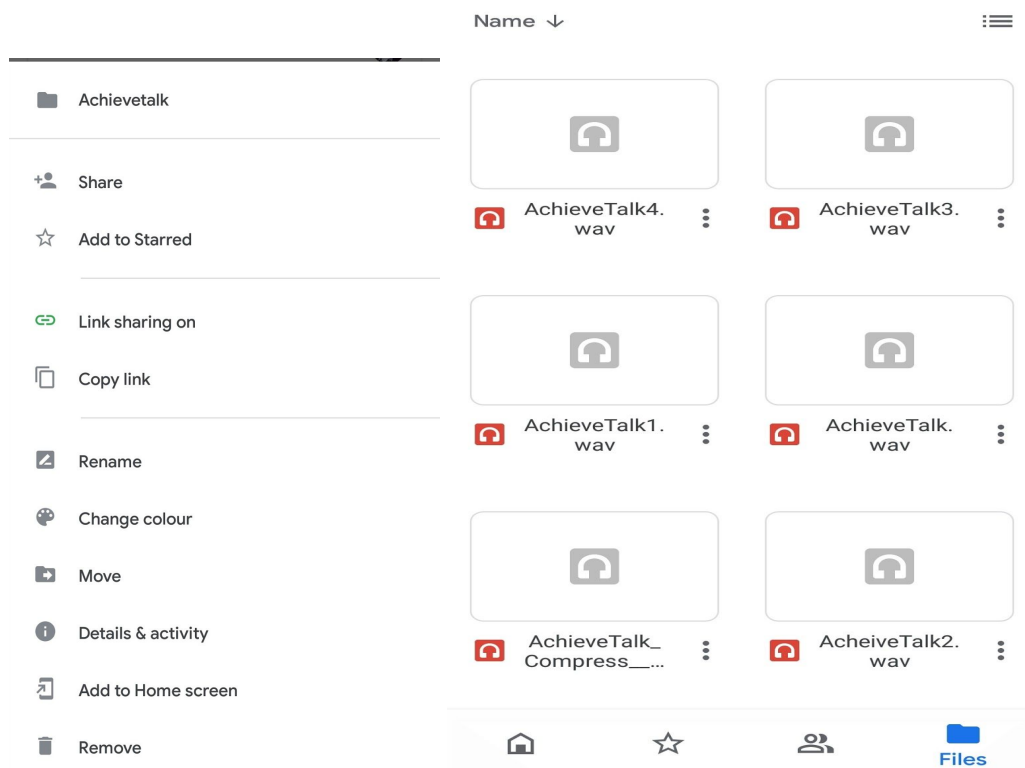 Achievetalk
Share
Add to Starred
Link sharing on
Copy link
Rename
Change colour
Move
Details & activity
Add to Home screen
Remove
Name
AchieveTalk4.
wav
AchieveTalk3.
wav
AchieveTalk1.
wav
AchieveTalk.
wav
AchieveTalk_
Compress__...
AcheiveTalk2.
wav
Files